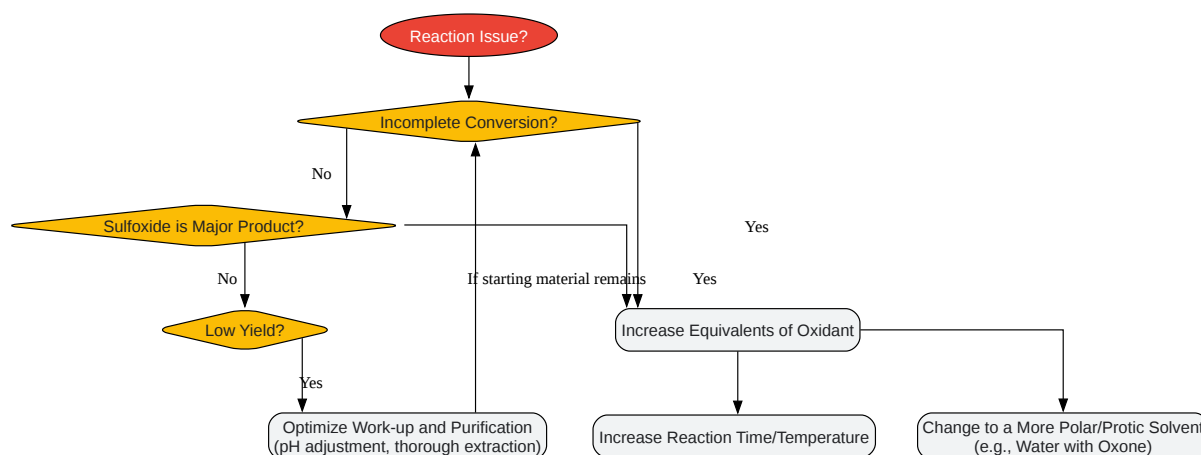 Reaction Issue?
Incomplete Conversion?
No
Sulfoxide is Major Product?
Yes
No
If starting material remains
Yes
Low Yield?
Increase Equivalents of Oxidant
Yes
Optimize Work-up and Purification
(pH adjustment, thorough extraction)
Increase Reaction Time/Temperature
Change to a More Polar/Protic Solvent
(e.g., Water with Oxone)